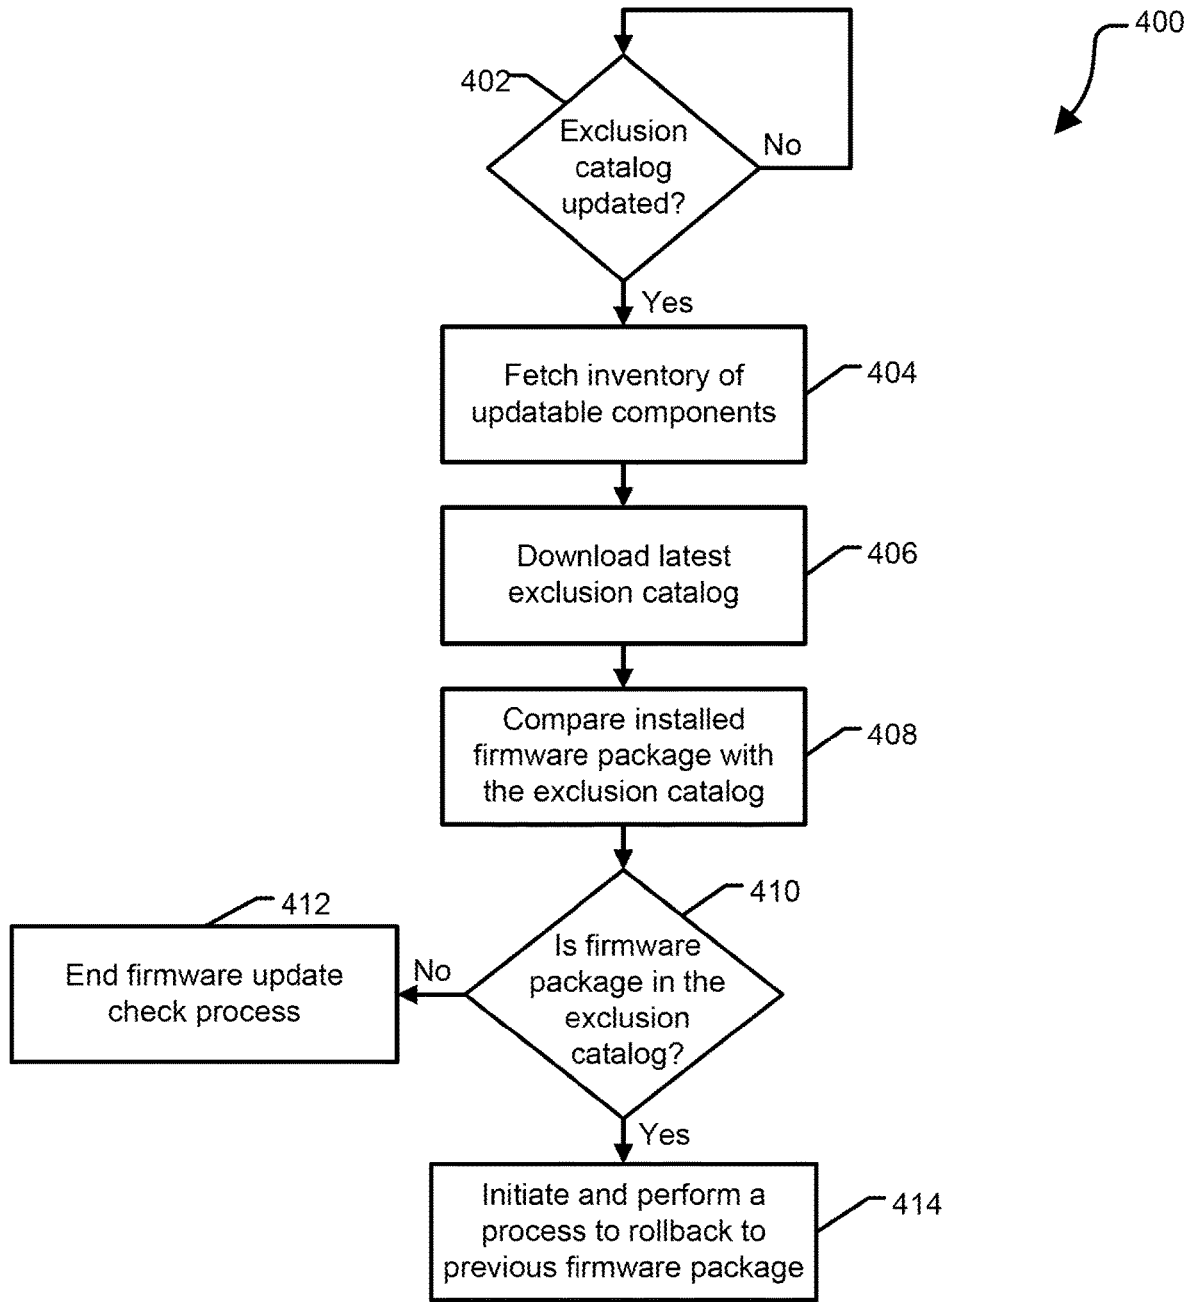 400
402
Exclusion
catalog
updated?
No
Yes
Fetch inventory of
updatable components
404
Download latest
exclusion catalog
406
Compare installed
firmware package with
the exclusion catalog
408
410
Is firmware
package in the
exclusion
catalog?
No
412
End firmware update
check process
Yes
Initiate and perform a
process to rollback to
previous firmware package
414